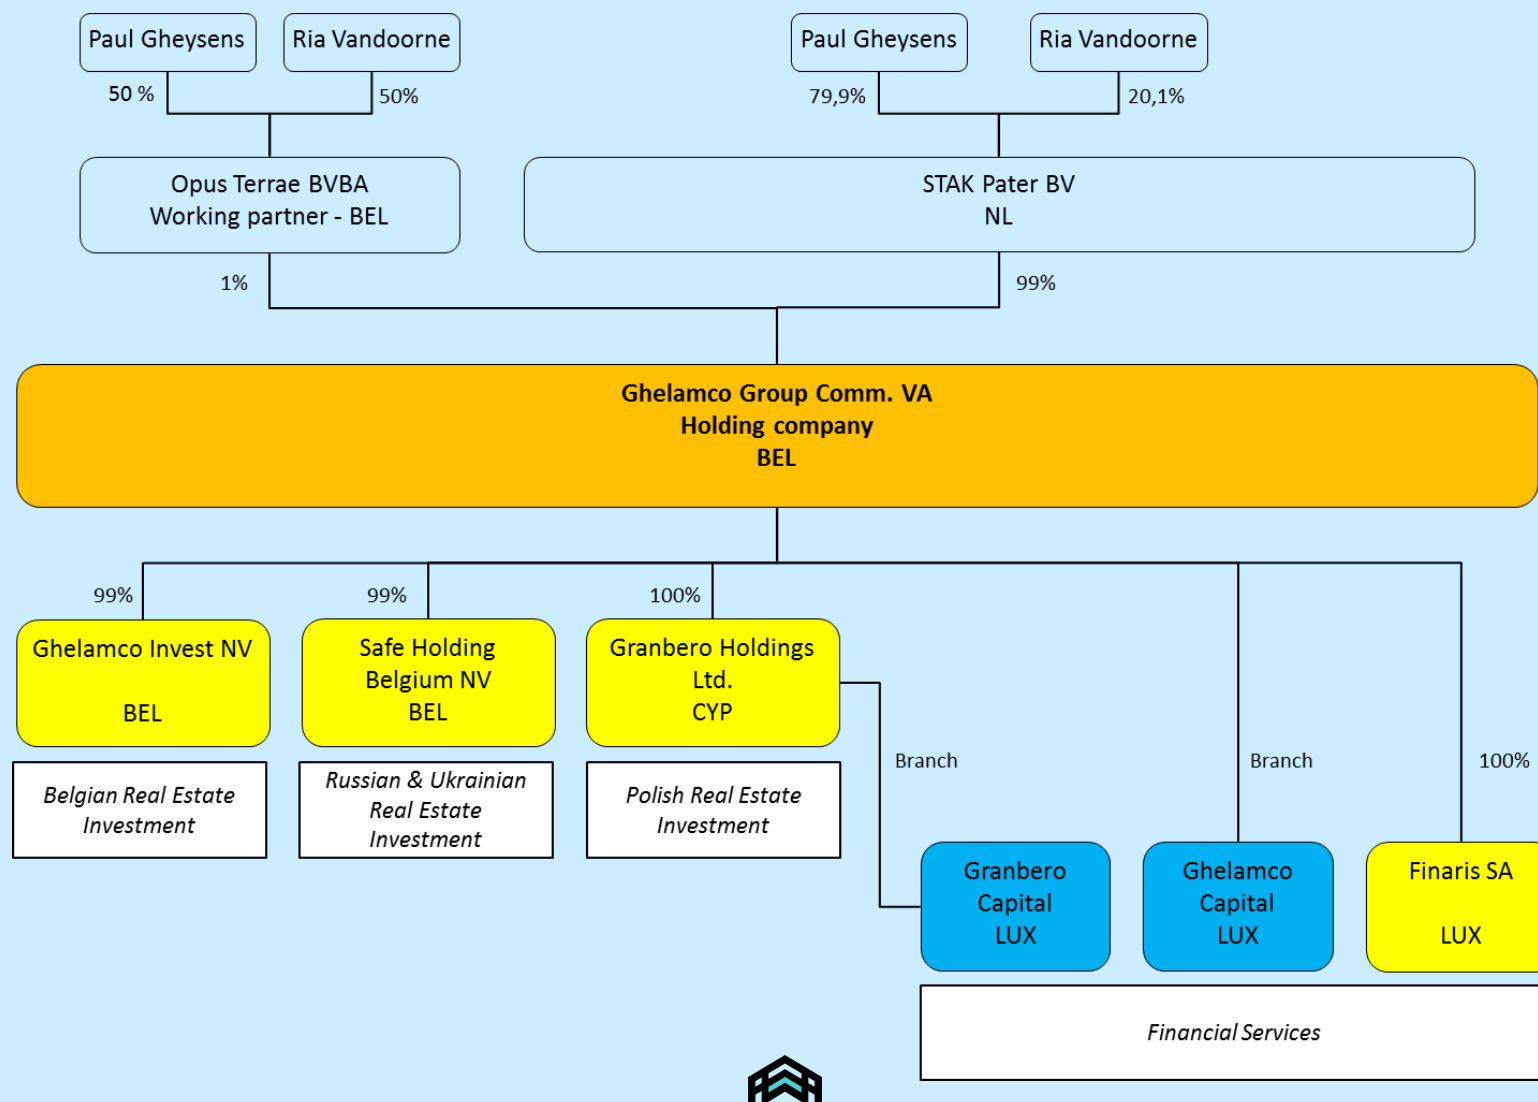 Paul Gheysens
Ria Vandoorne
Paul Gheysens
Ria Vandoorne
50 %
50%
79,9%
20,1%
Opus Terrae BVBA
Working partner - BEL
STAK Pater BV
NL
1%
99%
Ghelamco Group Comm. VA
Holding company
BEL
99%
99%
100%
Ghelamco Invest NV
BEL
Safe Holding
Belgium NV
BEL
Granbero Holdings
Ltd.
CYP
Belgian Real Estate
Investment
Russian & Ukrainian
Real Estate
Investment
Polish Real Estate
Investment
Branch
Branch
100%
Granbero
Capital
LUX
Ghelamco
Capital
LUX
Finaris SA
LUX
Financial Services